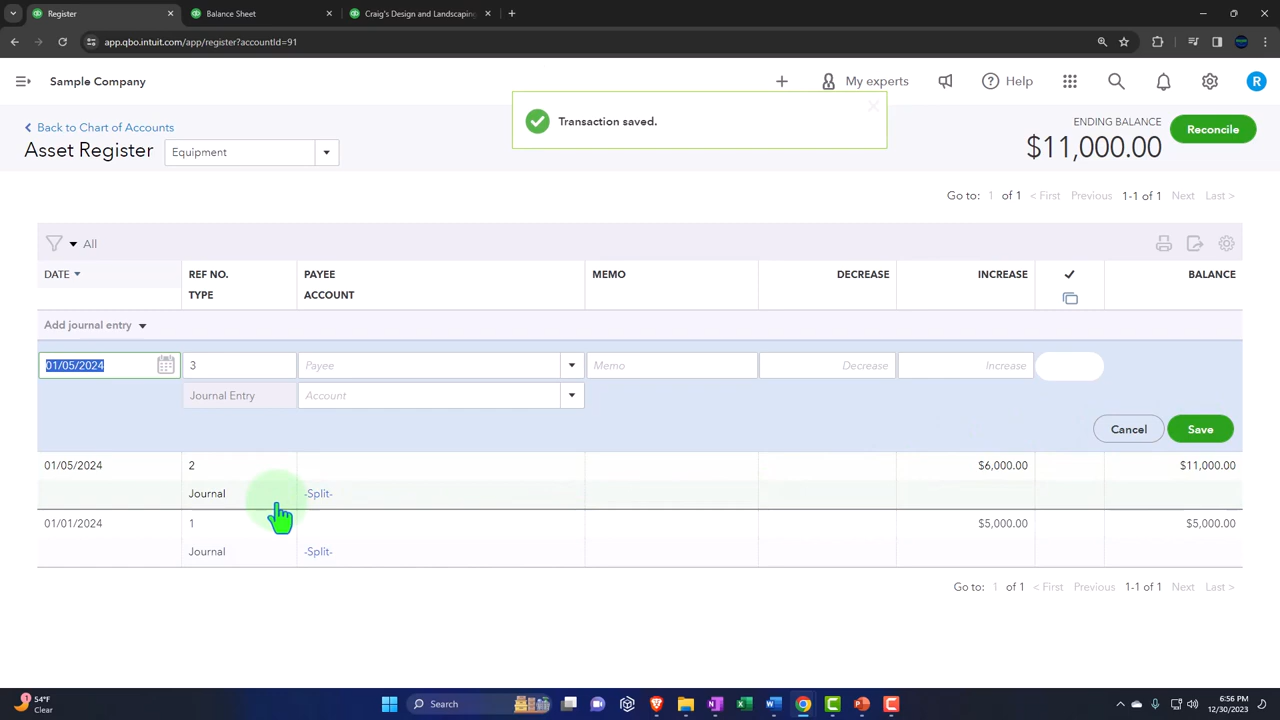 Register
Balance Sheet
Craig's Design and Landscaping
app.qbo.intuit.com/app/register?accountId=91
Sample Company
My experts
Help
R
Transaction saved.
Back to Chart of Accounts
Asset Register
Equipment
ENDING BALANCE
$11,000.00
Reconcile
Go to: 1 of 1 < First Previous 1-1 of 1 Next Last >
All
DATE REF NO. PAYEE MEMO DECREASE INCREASE BALANCE
TYPE ACCOUNT
Add journal entry
01/05/2024 3 Payee Memo Decrease Increase
Journal Entry Account
Cancel Save
01/05/2024 2 $6,000.00 $11,000.00
Journal -Split-
01/01/2024 1 $5,000.00 $5,000.00
Journal -Split-
Go to: 1 of 1 < First Previous 1-1 of 1 Next Last >
54°F
Clear
Search
6:56 PM
12/30/2023